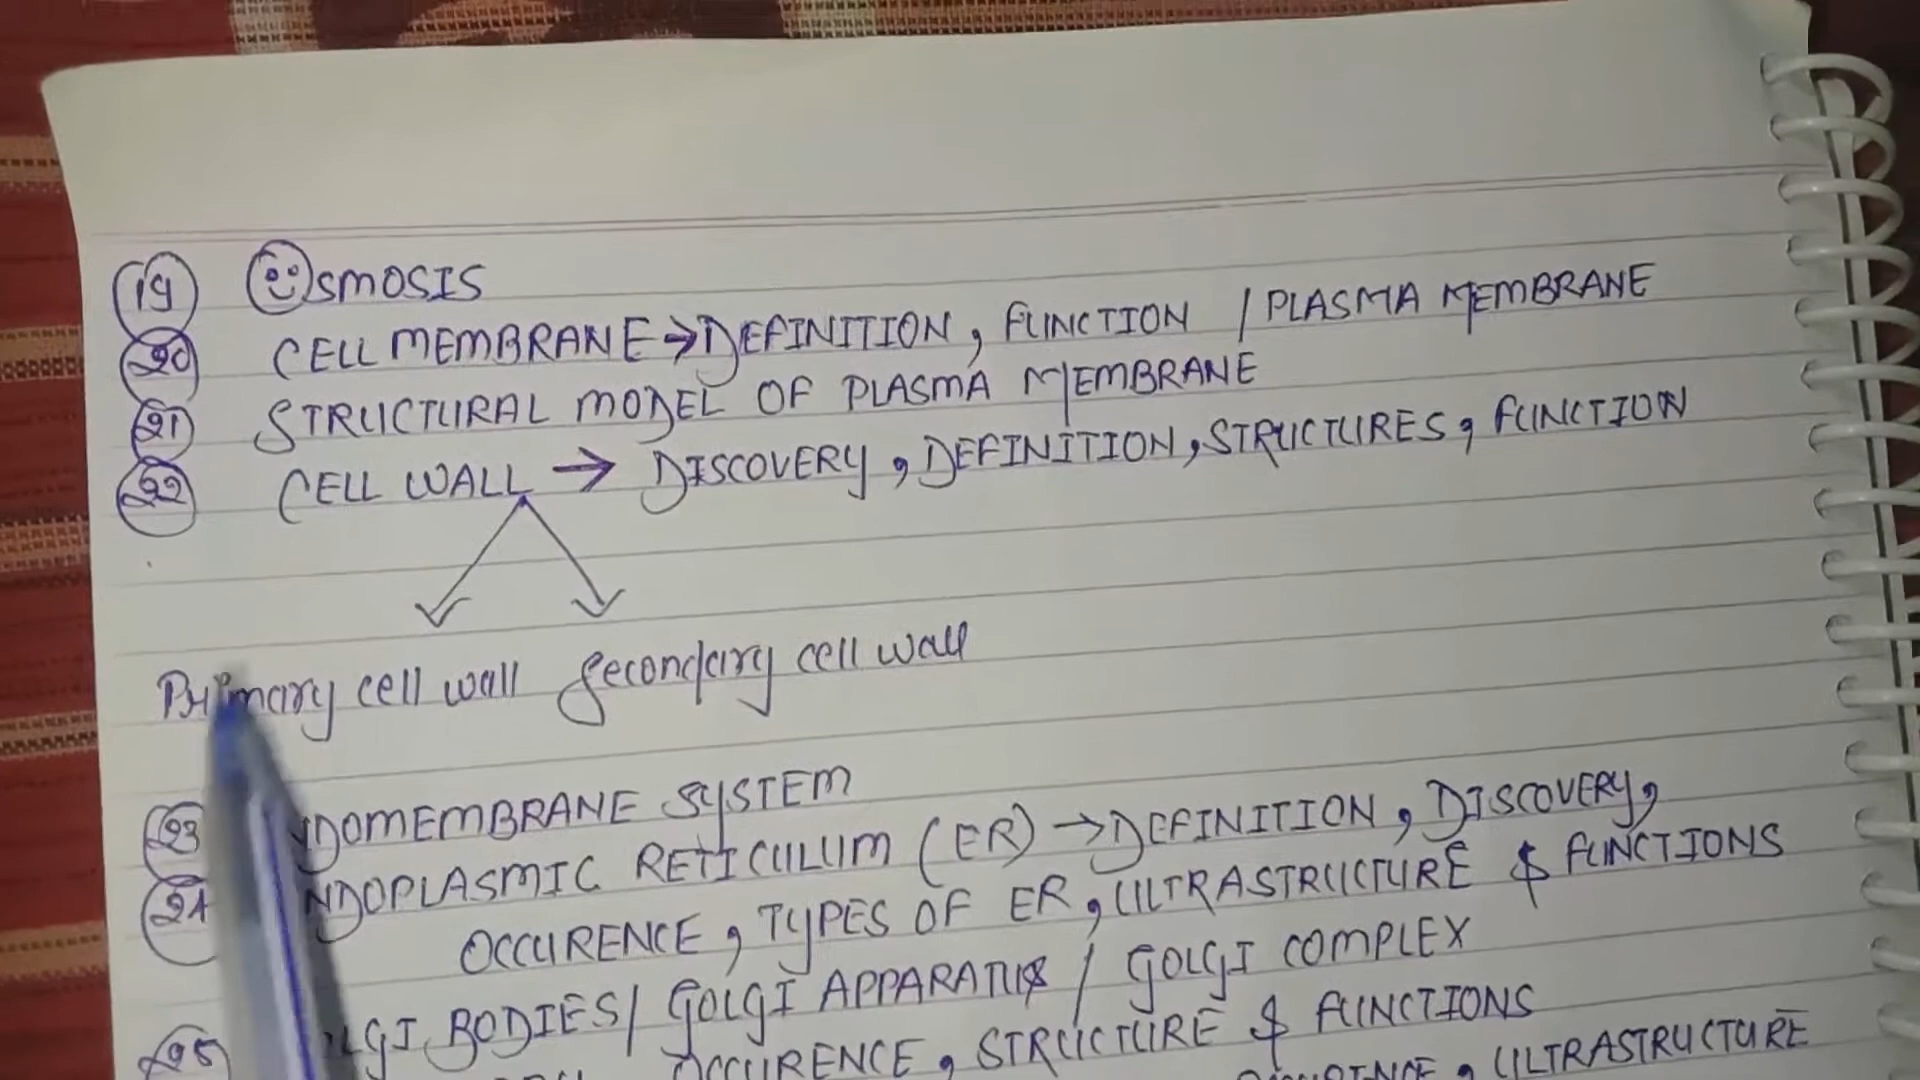 19 OSMOSIS
20 CELL MEMBRANE → DEFINITION, FUNCTION / PLASMA MEMBRANE
21 STRUCTURAL MODEL OF PLASMA MEMBRANE
22 CELL WALL → DISCOVERY, DEFINITION, STRUCTURES, FUNCTION
Primary cell wall Secondary cell wall
23 NDOMEMBRANE SYSTEM
24 NDOPLASMIC RETICULUM (ER) → DEFINITION, DISCOVERY,
OCCURENCE, TYPES OF ER, ULTRASTRUCTURE & FUNCTIONS
25 LGI BODIES / GOLGI APPARATUS / GOLGI COMPLEX
OCCURENCE, STRUCTURE & FUNCTIONS
, ULTRASTRUCTURE